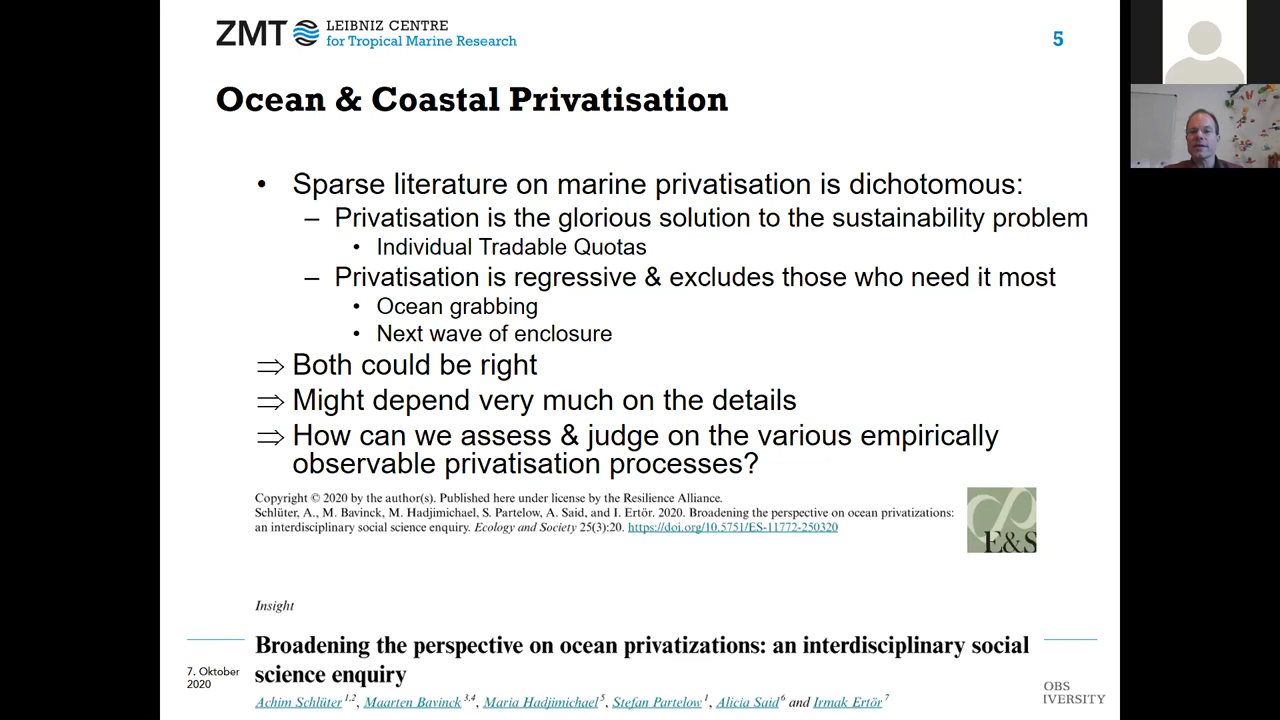 ZMT LEIBNIZ CENTRE
for Tropical Marine Research
5
Ocean & Coastal Privatisation
• Sparse literature on marine privatisation is dichotomous:
– Privatisation is the glorious solution to the sustainability problem
• Individual Tradable Quotas
– Privatisation is regressive & excludes those who need it most
• Ocean grabbing
• Next wave of enclosure
⇒ Both could be right
⇒ Might depend very much on the details
⇒ How can we assess & judge on the various empirically
observable privatisation processes?
Copyright © 2020 by the author(s). Published here under license by the Resilience Alliance.
Schlüter, A., M. Bavinck, M. Hadjimichael, S. Partelow, A. Said, and I. Ertör. 2020. Broadening the perspective on ocean privatizations:
an interdisciplinary social science enquiry. Ecology and Society 25(3):20. https://doi.org/10.5751/ES-11772-250320
E&S
Insight
Broadening the perspective on ocean privatizations: an interdisciplinary social
science enquiry
7. Oktober
2020
Achim Schlüter 1,2, Maarten Bavinck 3,4, Maria Hadjimichael 5, Stefan Partelow 1, Alicia Said 6 and Irmak Ertör 7
OBS
IVERSITY